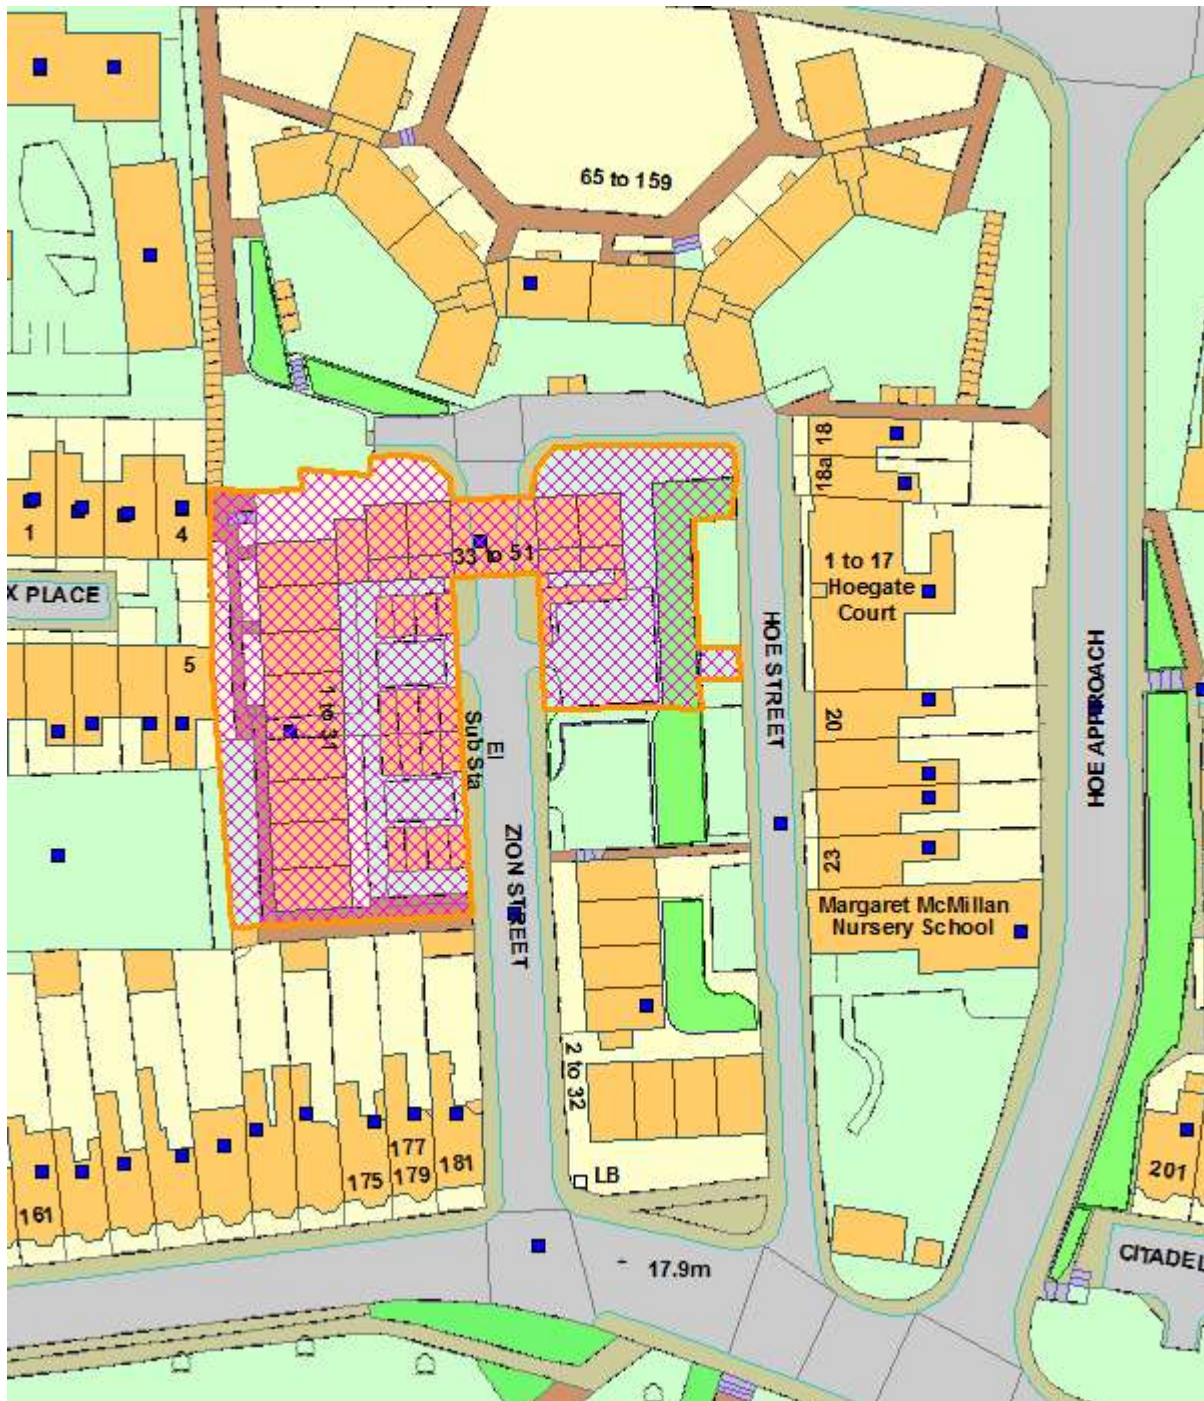 65 to 159
18
18a
1
4
33 to 51
1 to 17
Hoegate
Court
X PLACE
HOE STREET
5
1 to 31
El
Sub Sta
20
HOE APPROACH
ZION STREET
23
Margaret McMillan
Nursery School
2 to 32
177
181
175
179
LB
201
161
17.9m
CITADEL